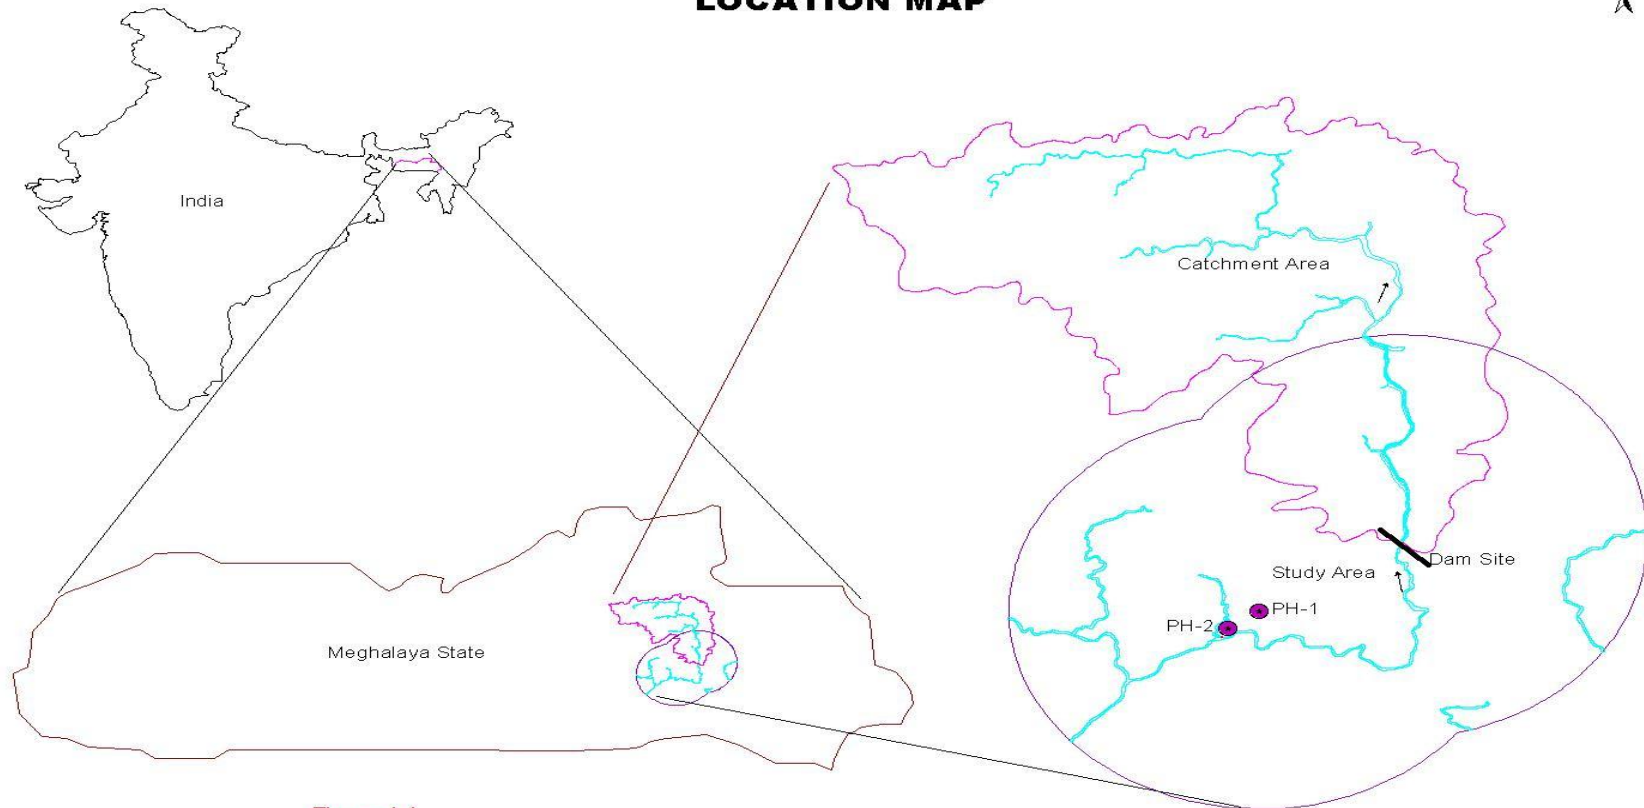 LOCATION MAP
India
Catchment Area
Dam Site
Study Area
PH-1
PH-2
Meghalaya State